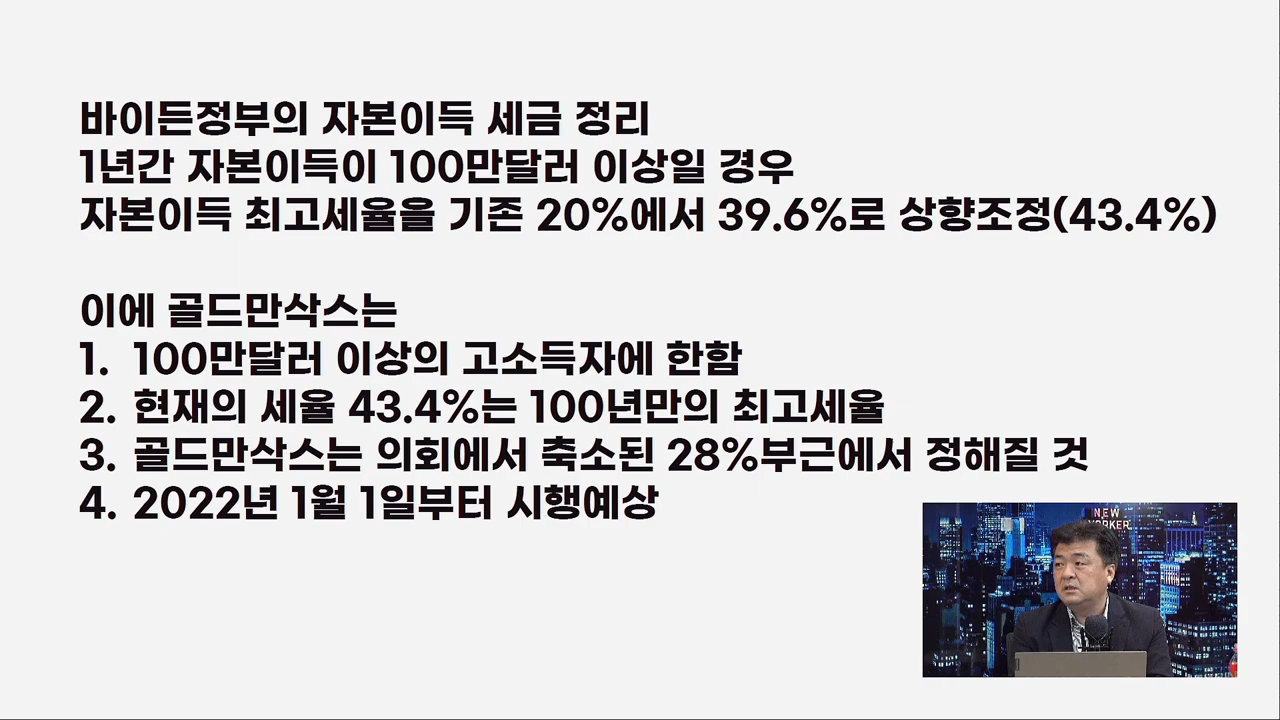 바이든정부의 자본이득 세금 정리
1년간 자본이득이 100만달러 이상일 경우
자본이득 최고세율을 기존 20%에서 39.6%로 상향조정(43.4%)
이에 골드만삭스는
1. 100만달러 이상의 고소득자에 한함
2. 현재의 세율 43.4%는 100년만의 최고세율
3. 골드만삭스는 의회에서 축소된 28%부근에서 정해질 것
4. 2022년 1월 1일부터 시행예상
NEW
YORKER